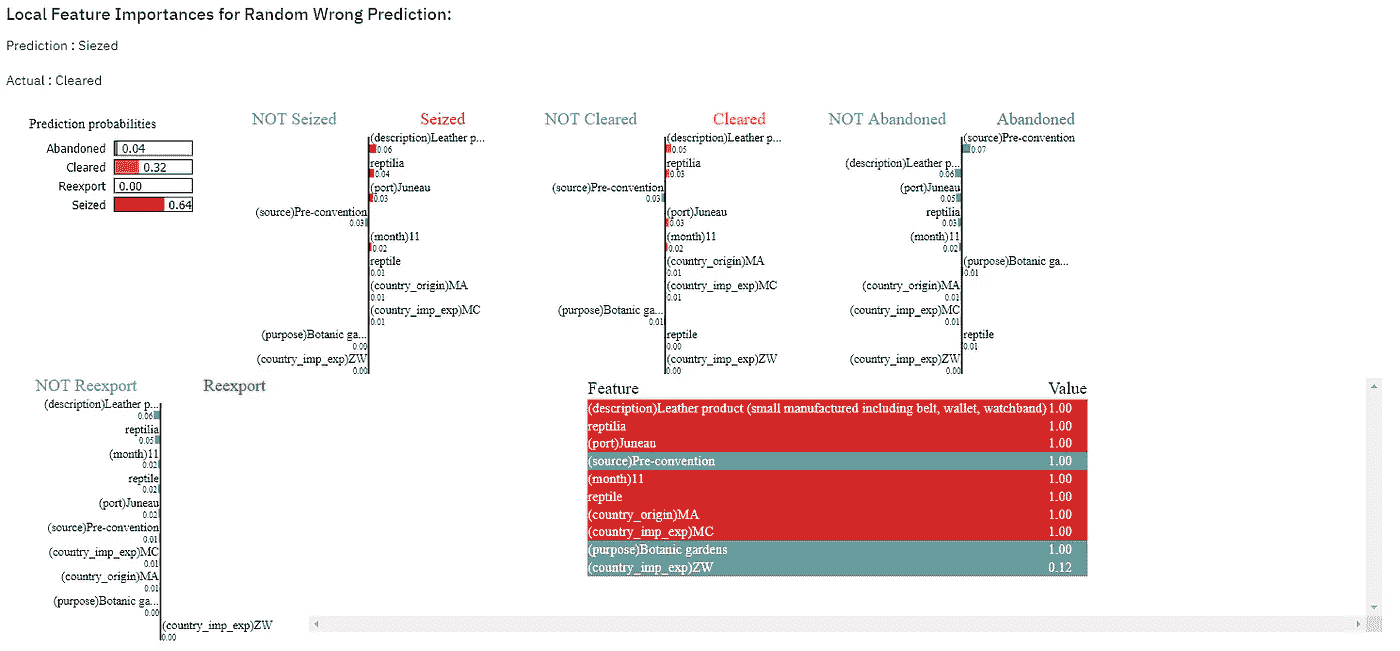 Local Feature Importances for Random Wrong Prediction:
Prediction : Siezed
Actual : Cleared
Prediction probabilities
Abandoned 0.04
Cleared 0.32
Reexport 0.00
Seized 0.64
NOT Seized Seized
(description)Leather p...
0.06
reptilia
0.04
(port)Juneau
0.03
(source)Pre-convention
0.03
(month)11
0.02
reptile
0.01
(country_origin)MA
0.01
(country_imp_exp)MC
0.01
(purpose)Botanic ga...
0.00
(country_imp_exp)ZW
0.00
NOT Cleared Cleared
(description)Leather p...
0.05
reptilia
0.03
(source)Pre-convention
0.03
(port)Juneau
0.03
(month)11
0.02
(country_origin)MA
0.01
(country_imp_exp)MC
0.01
(purpose)Botanic ga...
0.01
reptile
0.00
(country_imp_exp)ZW
0.00
NOT Abandoned Abandoned
(source)Pre-convention
0.07
(description)Leather p...
0.06
(port)Juneau
0.05
reptilia
0.03
(month)11
0.02
(purpose)Botanic ga...
0.01
(country_origin)MA
0.01
(country_imp_exp)MC
0.01
reptile
0.01
(country_imp_exp)ZW
0.00
NOT Reexport Reexport
(description)Leather p...
0.06
reptilia
0.05
(month)11
0.02
reptile
0.02
(port)Juneau
0.02
(source)Pre-convention
0.01
(country_imp_exp)MC
0.01
(country_origin)MA
0.01
(purpose)Botanic ga...
0.00
(country_imp_exp)ZW
0.00
Feature Value
(description)Leather product (small manufactured including belt, wallet, watchband) 1.00
reptilia 1.00
(port)Juneau 1.00
(source)Pre-convention 1.00
(month)11 1.00
reptile 1.00
(country_origin)MA 1.00
(country_imp_exp)MC 1.00
(purpose)Botanic gardens 1.00
(country_imp_exp)ZW 0.12